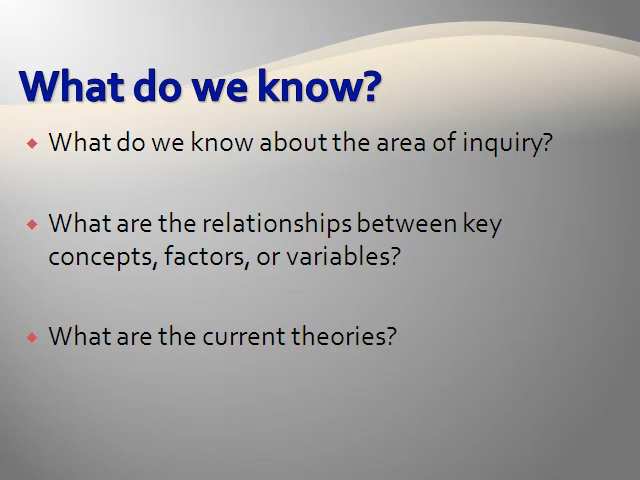 What do we know?
What do we know about the area of inquiry?
What are the relationships between key
concepts, factors, or variables?
What are the current theories?